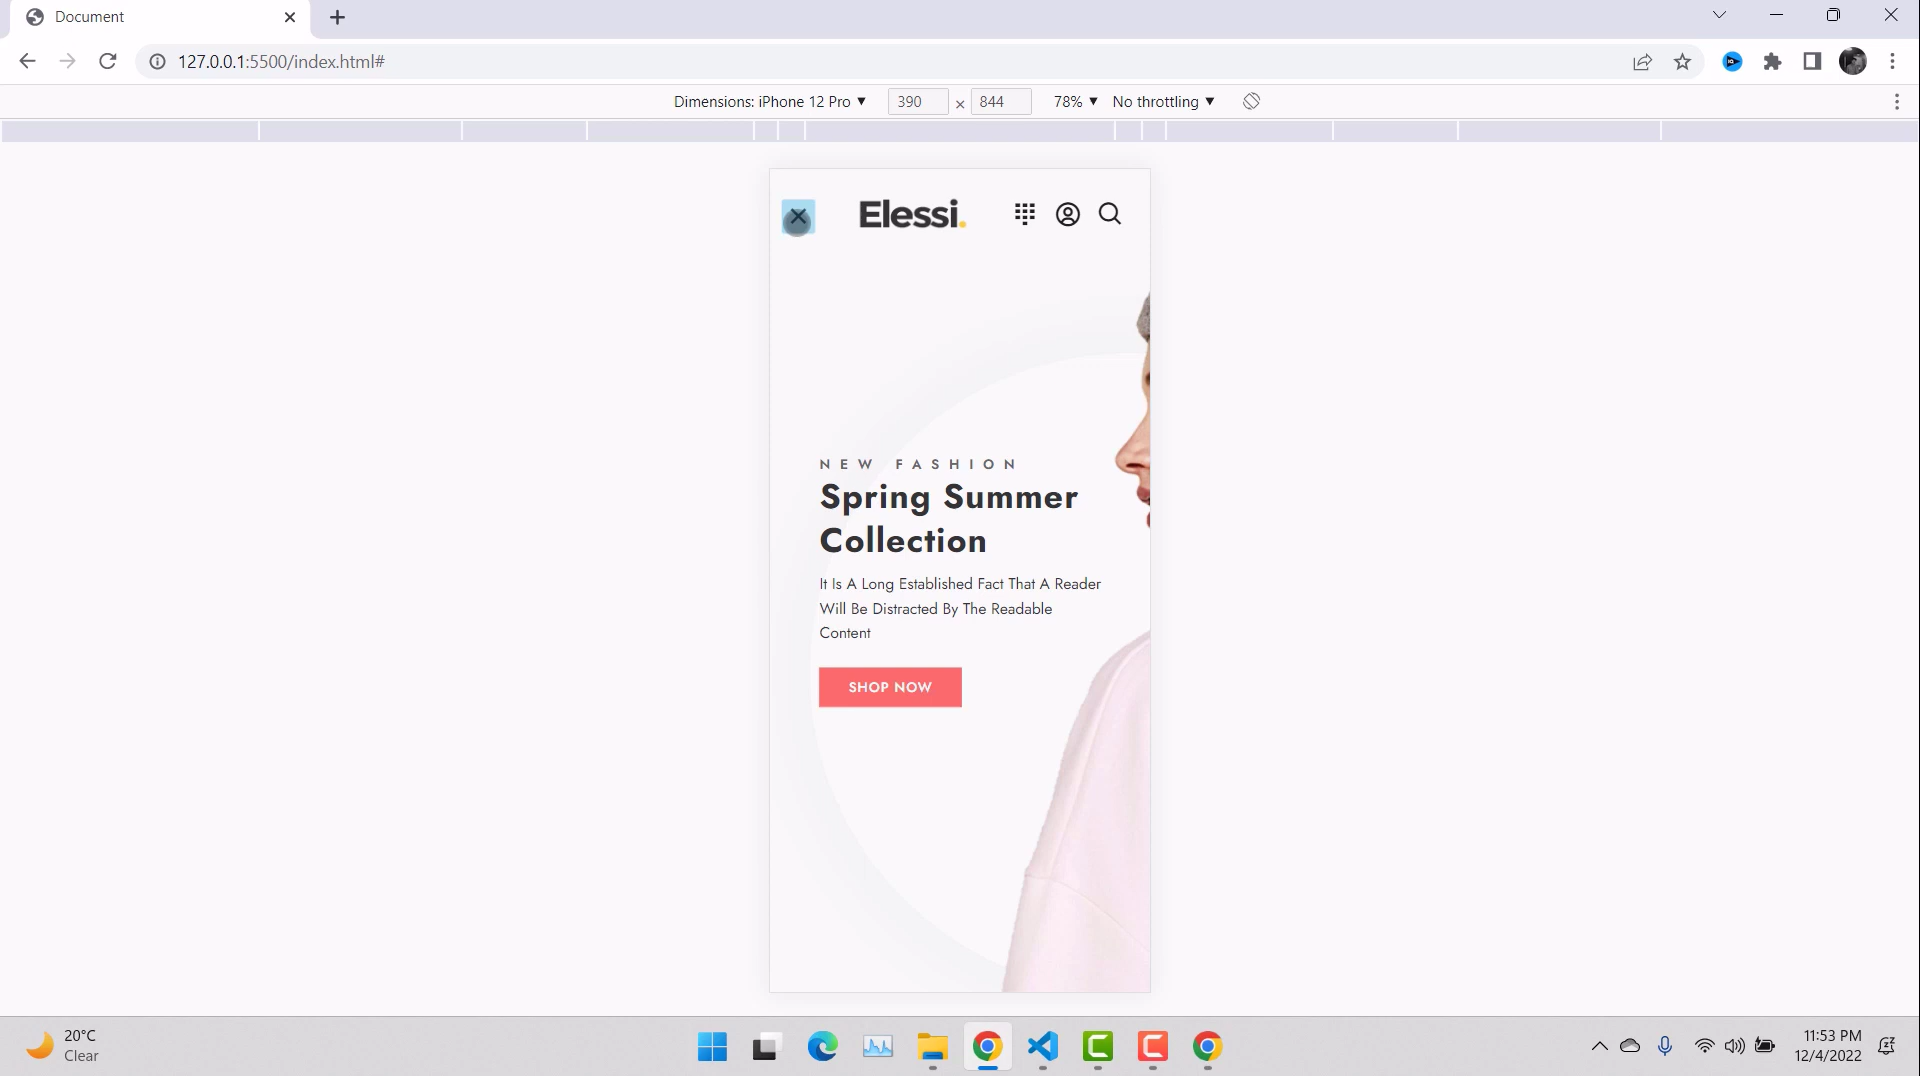 Document
127.0.0.1:5500/index.html#
Dimensions: iPhone 12 Pro ▼ 390 × 844 78% ▼ No throttling ▼
Elessi.
NEW FASHION
Spring Summer
Collection
It Is A Long Established Fact That A Reader
Will Be Distracted By The Readable
Content
SHOP NOW
20°C
Clear
11:53 PM
12/4/2022